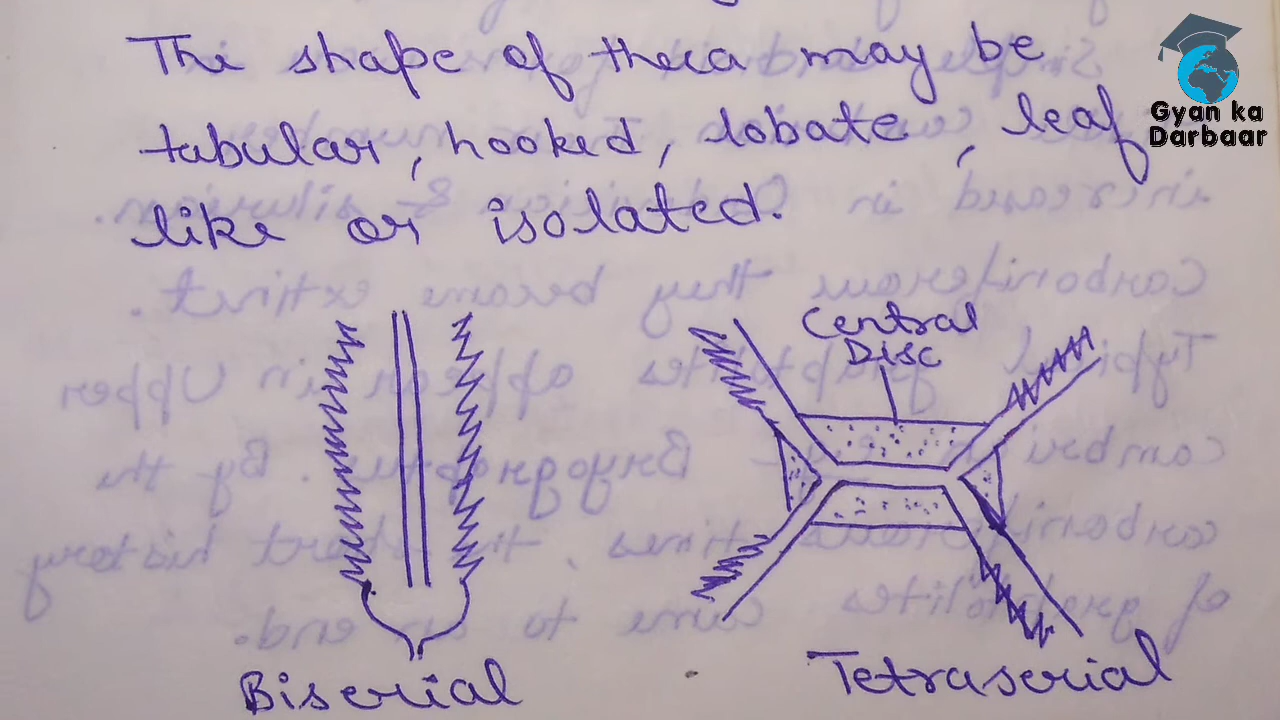 The shape of theca may be
tabular, hooked, lobate, leaf
like or isolated.
Central
Disc
Biserial
Tetraserial
Gyan ka
Darbaar